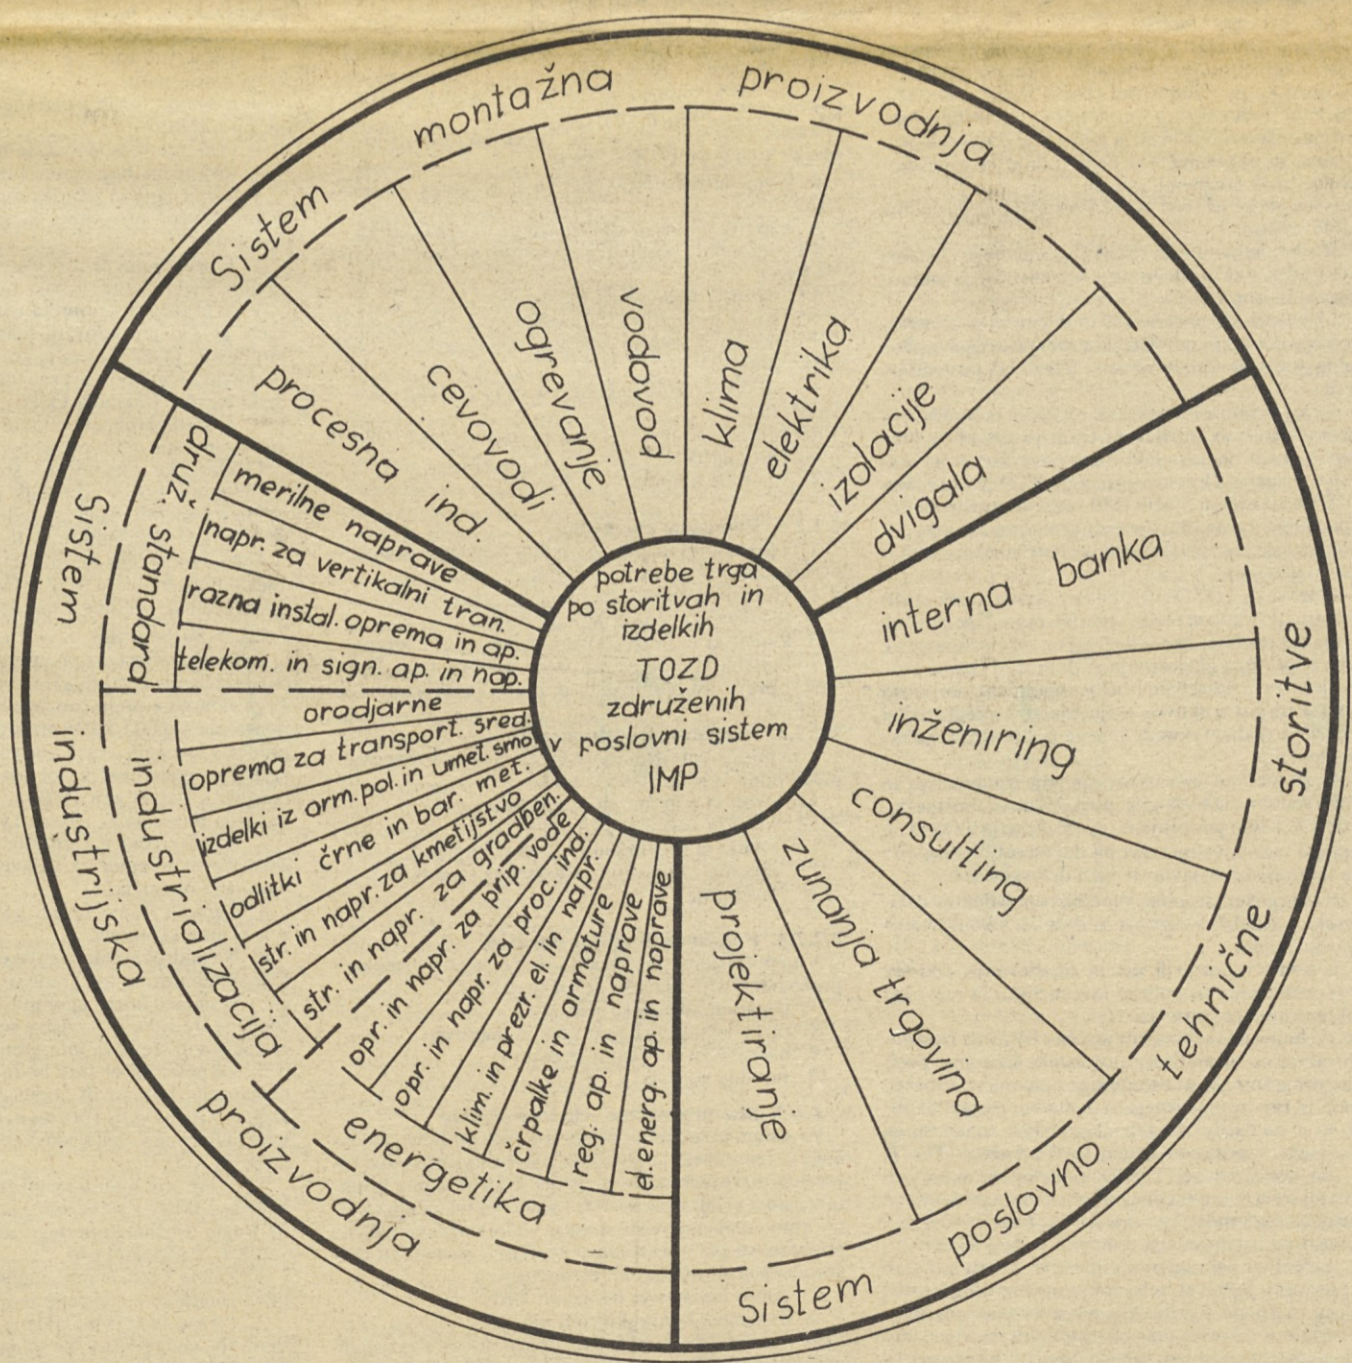 Sistem montažna proizvodnja
procesna ind.
cevovodi
ogrevanje
vodovod
klima
elektrika
izolacije
dvigala
Sistem poslovno tehnične storitve
interna banka
inženiring
consulting
zunanja trgovina
projektiranje
Sistem industrijska proizvodnja
druž. standard
merilne naprave
napr. za vertikalni tran.
razna instal. oprema in ap.
telekom. in sign. ap. in nap.
industrializacija
orodjarne
oprema za transport. sred.
izdelki iz arm. pol. in umet. smo
odlitki črne in bar. met.
str. in napr. za kmetijstvo
str. in napr. za gradben.
energetika
opr. in napr. za prip. vode
opr. in napr. za proc. ind.
klim. in prezr. el. in napr.
črpalke in armature
reg. ap. in naprave
el. energ. ap. in naprave
potrebe trga
po storitvah in
izdelkih
TOZD
združenih
v poslovni sistem
IMP